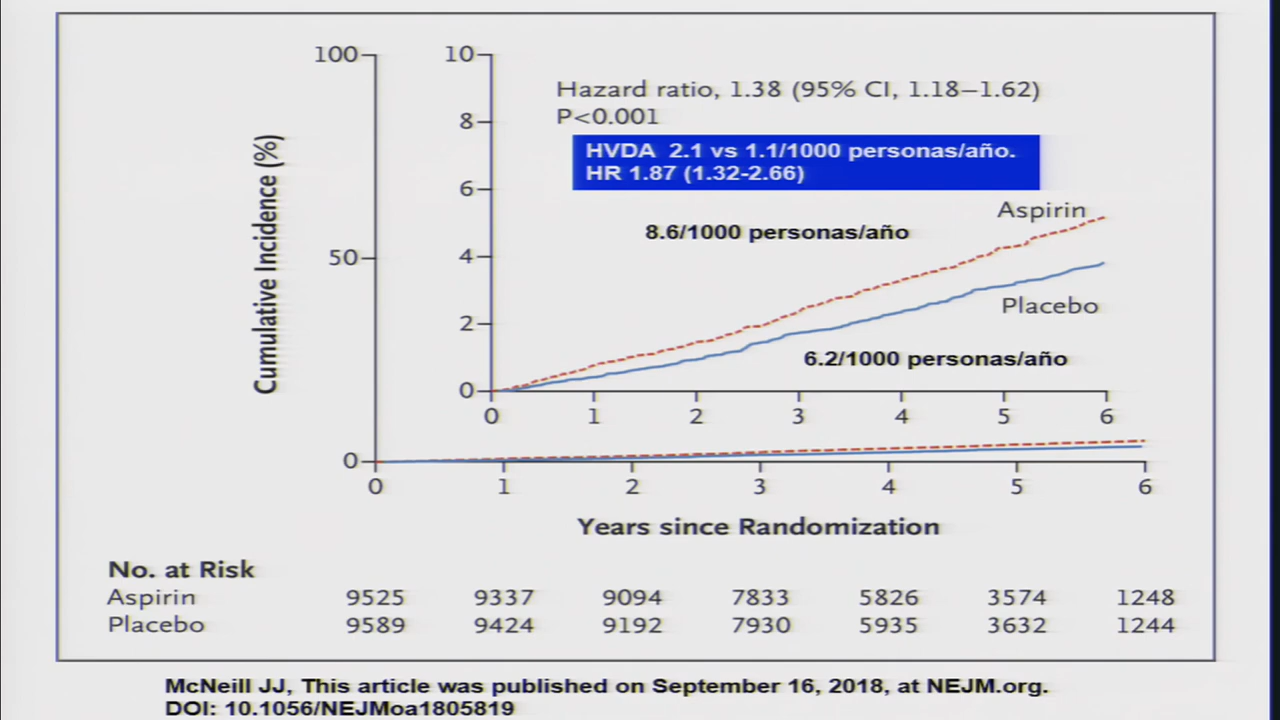 100
10
Hazard ratio, 1.38 (95% CI, 1.18–1.62)
P<0.001
8
HVDA 2.1 vs 1.1/1000 personas/año.
HR 1.87 (1.32-2.66)
6
Aspirin
8.6/1000 personas/año
Cumulative Incidence (%)
50
4
Placebo
2
6.2/1000 personas/año
0
0 1 2 3 4 5 6
0
0 1 2 3 4 5 6
Years since Randomization
No. at Risk
Aspirin 9525 9337 9094 7833 5826 3574 1248
Placebo 9589 9424 9192 7930 5935 3632 1244
McNeill JJ, This article was published on September 16, 2018, at NEJM.org.
DOI: 10.1056/NEJMoa1805819